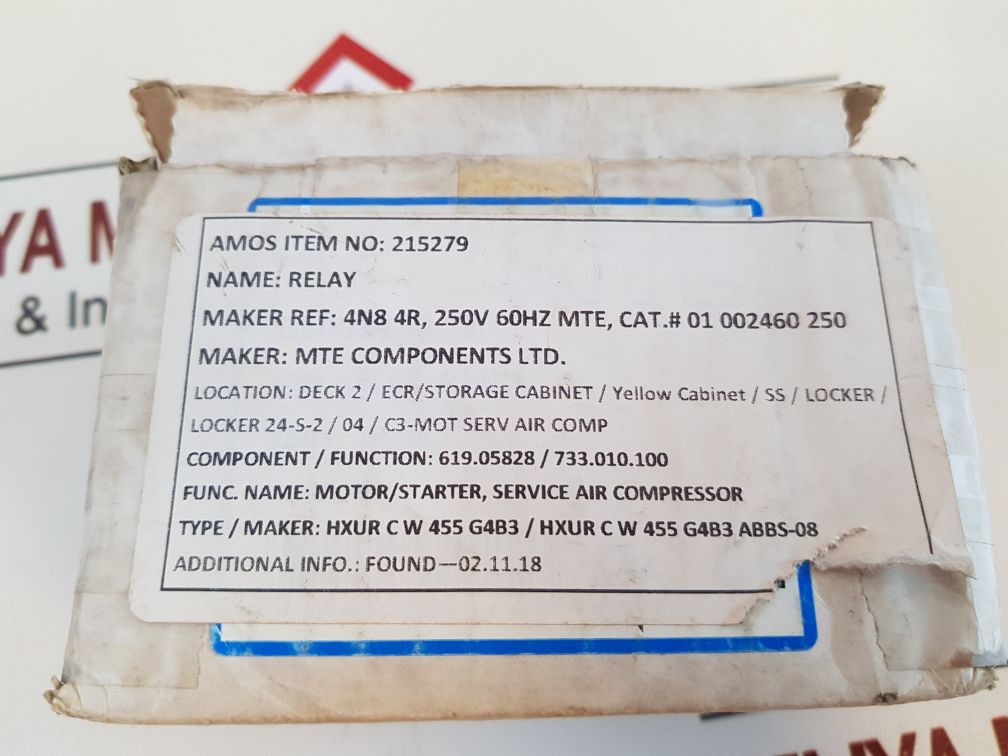 YA M
& In
AMOS ITEM NO: 215279
NAME: RELAY
MAKER REF: 4N8 4R, 250V 60HZ MTE, CAT.# 01 002460 250
MAKER: MTE COMPONENTS LTD.
LOCATION: DECK 2 / ECR/STORAGE CABINET / Yellow Cabinet / SS / LOCKER /
LOCKER 24-S-2 / 04 / C3-MOT SERV AIR COMP
COMPONENT / FUNCTION: 619.05828 / 733.010.100
FUNC. NAME: MOTOR/STARTER, SERVICE AIR COMPRESSOR
TYPE / MAKER: HXUR C W 455 G4B3 / HXUR C W 455 G4B3 ABBS-08
ADDITIONAL INFO.: FOUND---02.11.18
YA M